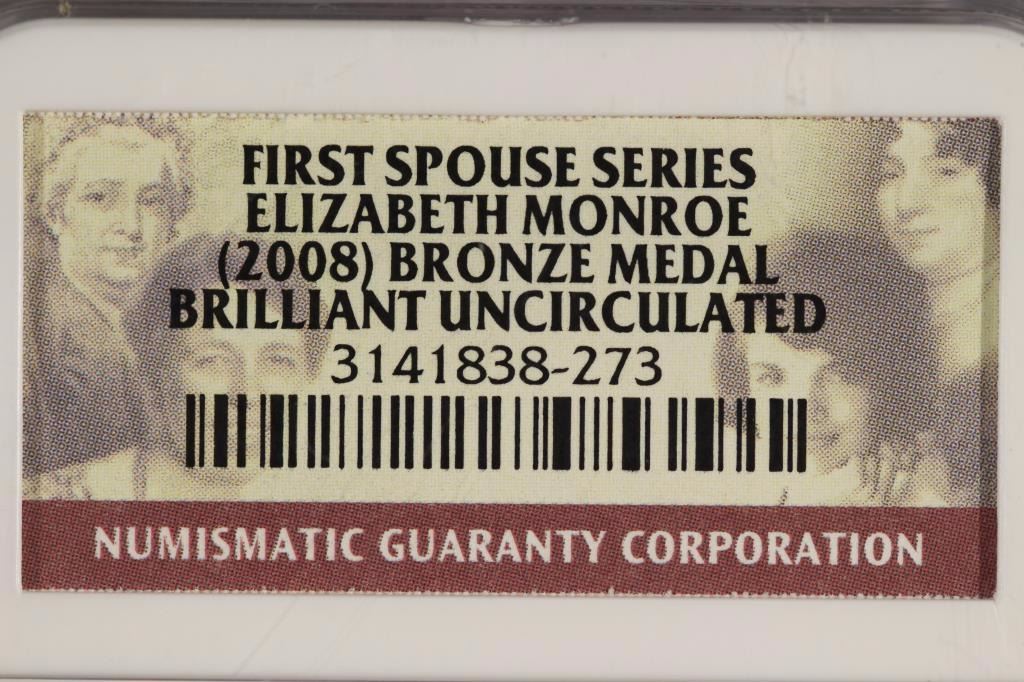 FIRST SPOUSE SERIES
ELIZABETH MONROE
(2008) BRONZE MEDAL
BRILLIANT UNCIRCULATED
3141838-273
NUMISMATIC GUARANTY CORPORATION